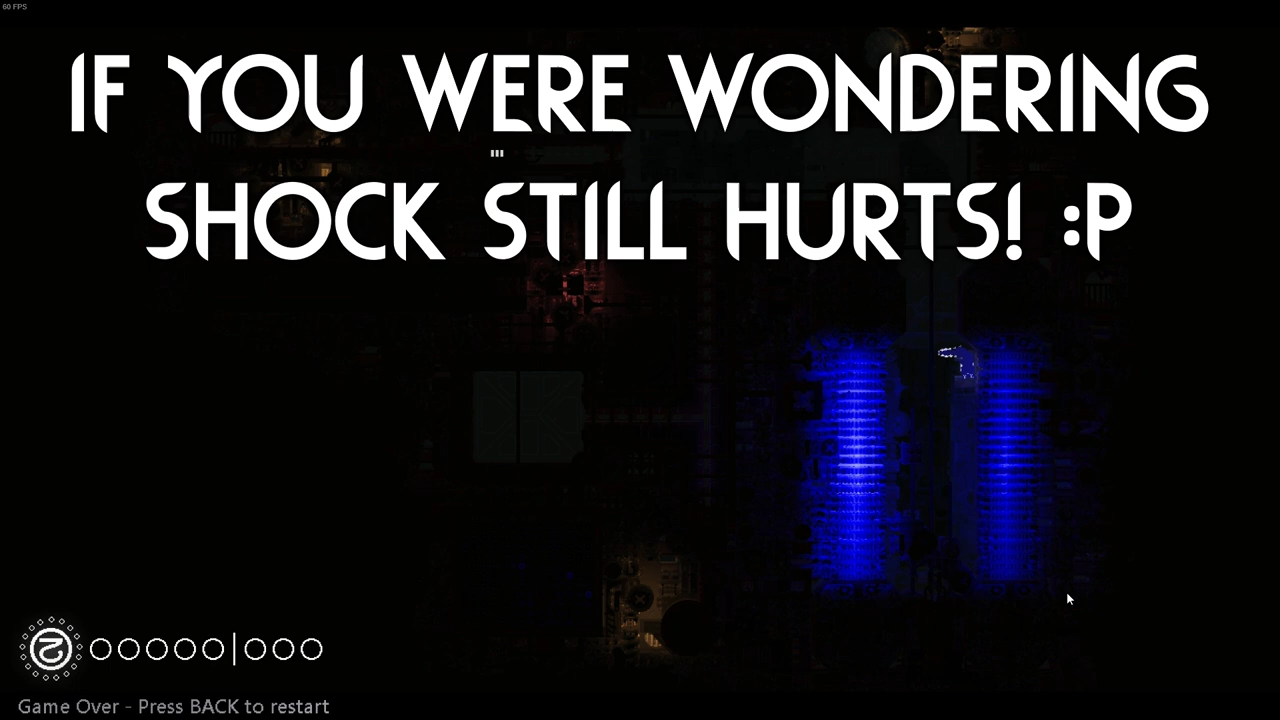 60 FPS
IF YOU WERE WONDERING
SHOCK STILL HURTS! :P
Game Over - Press BACK to restart